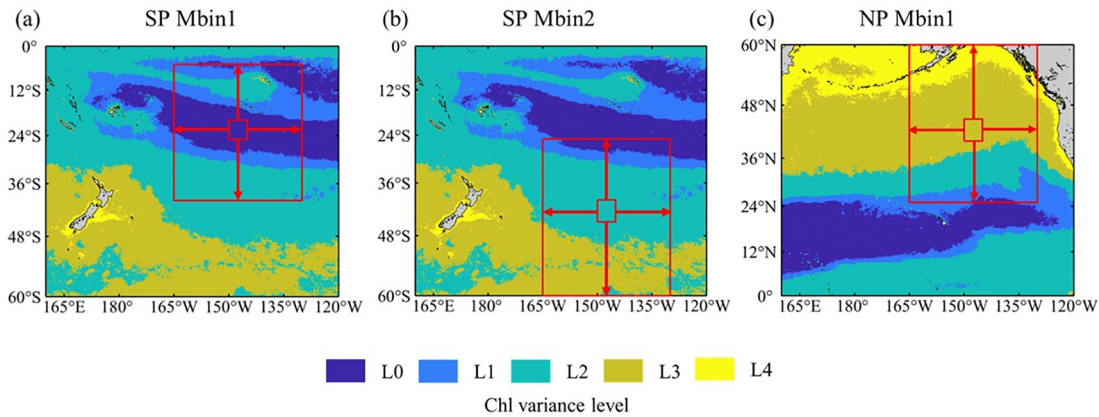 (a) SP Mbin1 (b) SP Mbin2 (c) NP Mbin1
0° 0° 60°N
12°S 12°S 48°N
24°S 24°S 36°N
36°S 36°S 24°N
48°S 48°S 12°N
60°S 60°S 0°
165°E 180° 165°W 150°W 135°W 120°W 165°E 180° 165°W 150°W 135°W 120°W 165°E 180° 165°W 150°W 135°W 120°W
L0 L1 L2 L3 L4
Chl variance level